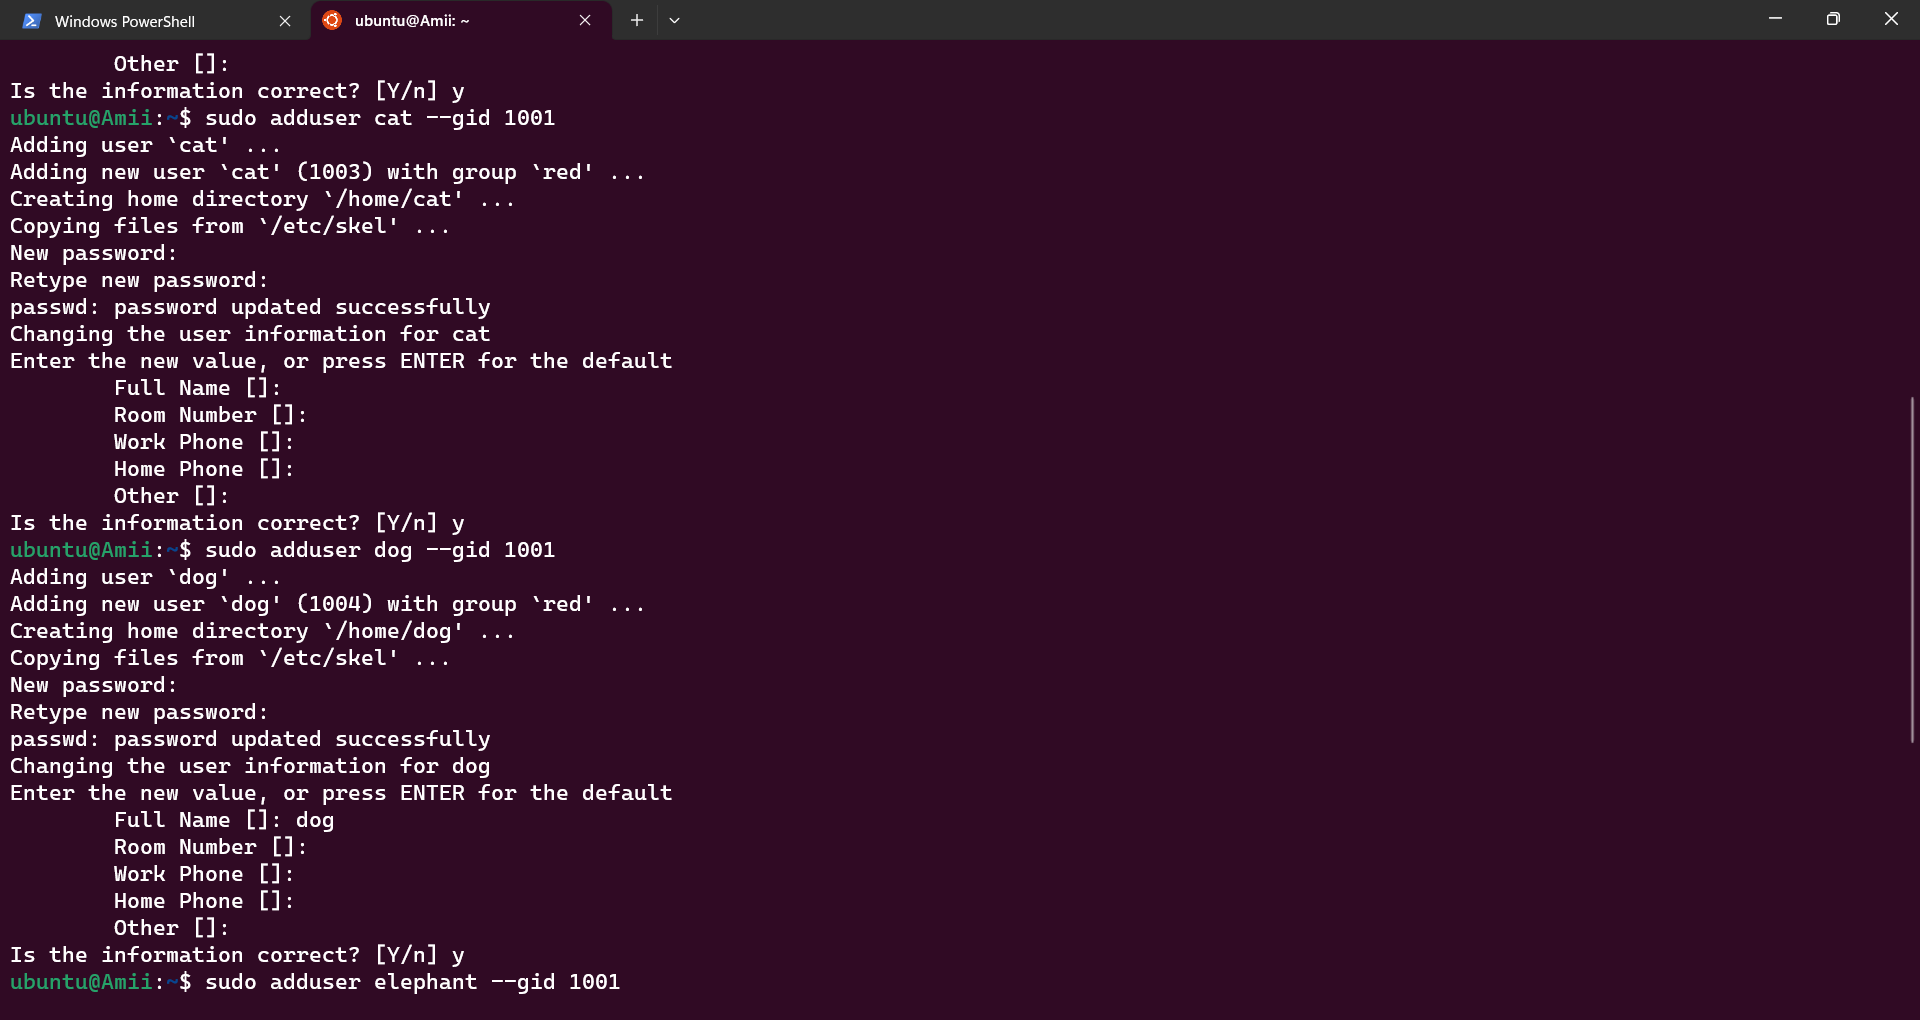 Windows PowerShell
ubuntu@Amii: ~
Other []:
Is the information correct? [Y/n] y
ubuntu@Amii:~$ sudo adduser cat --gid 1001
Adding user `cat' ...
Adding new user `cat' (1003) with group `red' ...
Creating home directory `/home/cat' ...
Copying files from `/etc/skel' ...
New password:
Retype new password:
passwd: password updated successfully
Changing the user information for cat
Enter the new value, or press ENTER for the default
Full Name []:
Room Number []:
Work Phone []:
Home Phone []:
Other []:
Is the information correct? [Y/n] y
ubuntu@Amii:~$ sudo adduser dog --gid 1001
Adding user `dog' ...
Adding new user `dog' (1004) with group `red' ...
Creating home directory `/home/dog' ...
Copying files from `/etc/skel' ...
New password:
Retype new password:
passwd: password updated successfully
Changing the user information for dog
Enter the new value, or press ENTER for the default
Full Name []: dog
Room Number []:
Work Phone []:
Home Phone []:
Other []:
Is the information correct? [Y/n] y
ubuntu@Amii:~$ sudo adduser elephant --gid 1001